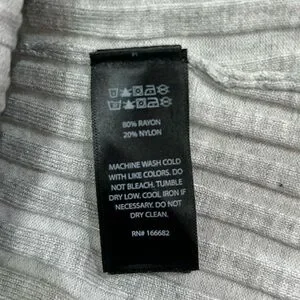 80% RAYON
20% NYLON
MACHINE WASH COLD
WITH LIKE COLORS. DO
NOT BLEACH. TUMBLE
DRY LOW. COOL IRON IF
NECESSARY. DO NOT
DRY CLEAN.
RN# 166682